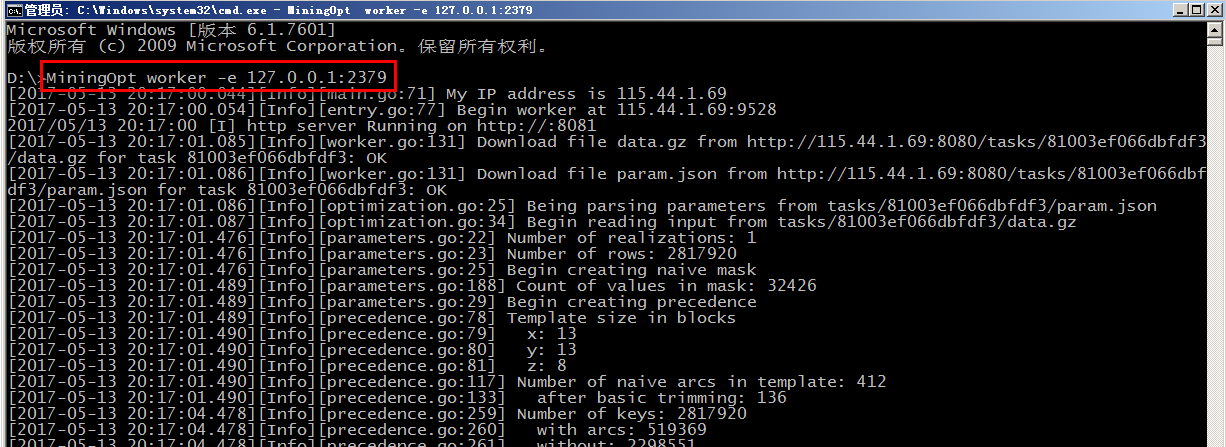 管理员: C:\Windows\system32\cmd.exe - MiningOpt  worker -e 127.0.0.1:2379
Microsoft Windows [版本 6.1.7601]
版权所有 (c) 2009 Microsoft Corporation。保留所有权利。
D:\>MiningOpt worker -e 127.0.0.1:2379
[2017-05-13 20:17:00.044][Info][main.go:71] My IP address is 115.44.1.69
[2017-05-13 20:17:00.054][Info][entry.go:77] Begin worker at 115.44.1.69:9528
2017/05/13 20:17:00 [I] http server Running on http://:8081
[2017-05-13 20:17:01.085][Info][worker.go:131] Download file data.gz from http://115.44.1.69:8080/tasks/81003ef066dbfdf3
/data.gz for task 81003ef066dbfdf3: OK
[2017-05-13 20:17:01.086][Info][worker.go:131] Download file param.json from http://115.44.1.69:8080/tasks/81003ef066dbf
df3/param.json for task 81003ef066dbfdf3: OK
[2017-05-13 20:17:01.086][Info][optimization.go:25] Being parsing parameters from tasks/81003ef066dbfdf3/param.json
[2017-05-13 20:17:01.087][Info][optimization.go:34] Begin reading input from tasks/81003ef066dbfdf3/data.gz
[2017-05-13 20:17:01.476][Info][parameters.go:22] Number of realizations: 1
[2017-05-13 20:17:01.476][Info][parameters.go:23] Number of rows: 2817920
[2017-05-13 20:17:01.476][Info][parameters.go:25] Begin creating naive mask
[2017-05-13 20:17:01.489][Info][parameters.go:188] Count of values in mask: 32426
[2017-05-13 20:17:01.489][Info][parameters.go:29] Begin creating precedence
[2017-05-13 20:17:01.489][Info][precedence.go:78] Template size in blocks
[2017-05-13 20:17:01.490][Info][precedence.go:79]   x: 13
[2017-05-13 20:17:01.490][Info][precedence.go:80]   y: 13
[2017-05-13 20:17:01.490][Info][precedence.go:81]   z: 8
[2017-05-13 20:17:01.490][Info][precedence.go:117] Number of naive arcs in template: 412
[2017-05-13 20:17:01.490][Info][precedence.go:133]   after basic trimming: 136
[2017-05-13 20:17:04.478][Info][precedence.go:259] Number of keys: 2817920
[2017-05-13 20:17:04.478][Info][precedence.go:260]   with arcs: 519369
[2017-05-13 20:17:04.478][Info][precedence.go:261]   without: 2298551